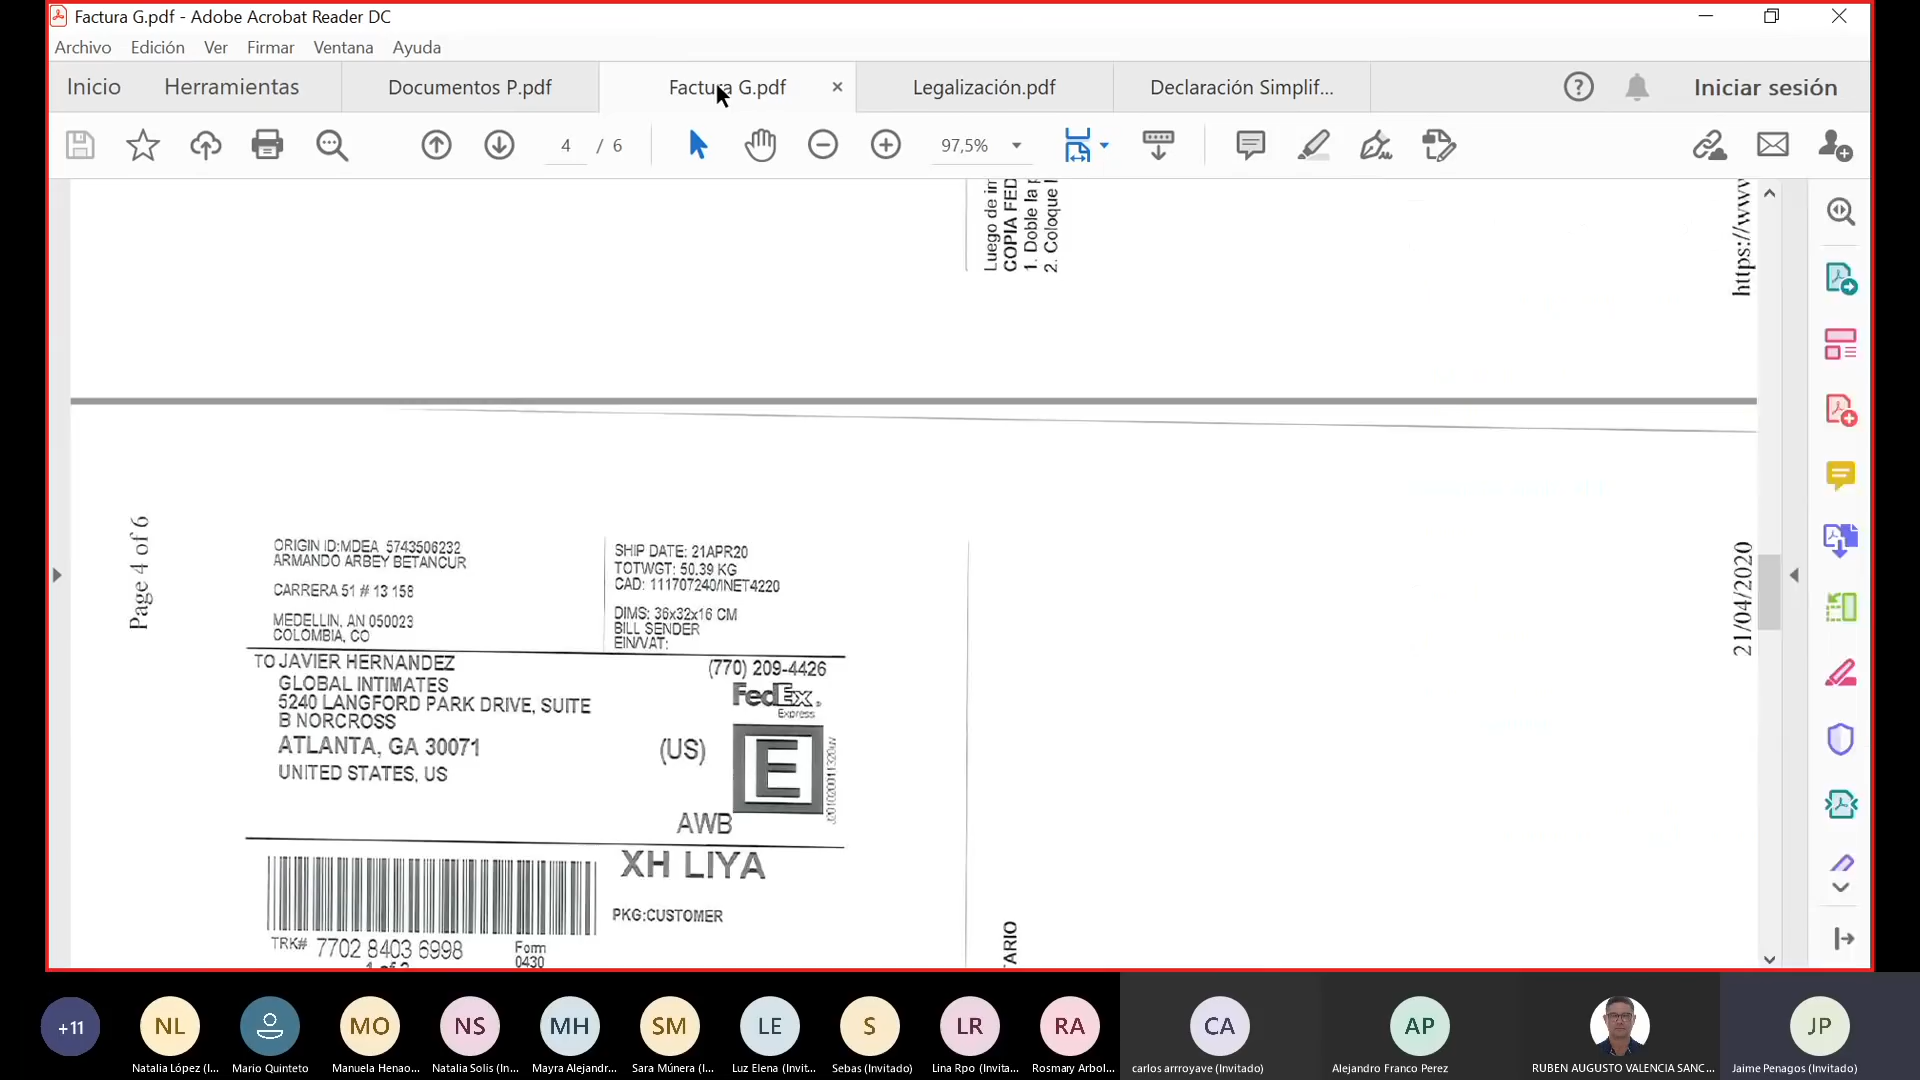 Factura G.pdf - Adobe Acrobat Reader DC
Archivo Edición Ver Firmar Ventana Ayuda
Inicio Herramientas Documentos P.pdf Factura G.pdf Legalización.pdf Declaración Simplif... Iniciar sesión
4 / 6 97,5%
Luego de im
COPIA FED
1. Doble la p
2. Coloque l
https://www
Page 4 of 6
21/04/2020
ORIGIN ID:MDEA 5743506232
ARMANDO ARBEY BETANCUR
CARRERA 51 # 13 158
MEDELLIN, AN 050023
COLOMBIA, CO
SHIP DATE: 21APR20
TOTWGT: 50.39 KG
CAD: 111707240/INET4220
DIMS: 36x32x16 CM
BILL SENDER
EIN/VAT:
TO JAVIER HERNANDEZ
GLOBAL INTIMATES
5240 LANGFORD PARK DRIVE, SUITE
B NORCROSS
ATLANTA, GA 30071
UNITED STATES, US
(770) 209-4426
FedEx
Express
(US)
E
AWB
XH LIYA
PKG:CUSTOMER
TRK# 7702 8403 6998
Form
0430
TARIO
+11 NL MO NS MH SM LE S LR RA CA AP JP
Natalia López (I... Mario Quinteto Manuela Henao... Natalia Solis (In... Mayra Alejandr... Sara Múnera (I... Luz Elena (Invit... Sebas (Invitado) Lina Rpo (Invita... Rosmary Arbol... carlos arrroyave (Invitado) Alejandro Franco Perez RUBEN AUGUSTO VALENCIA SANC... Jaime Penagos (Invitado)